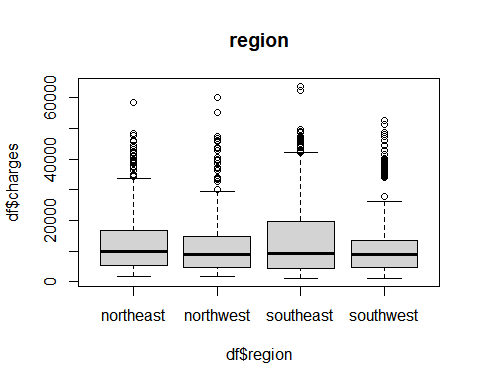 region
df$charges
60000
40000
20000
0
northeast northwest southeast southwest
df$region